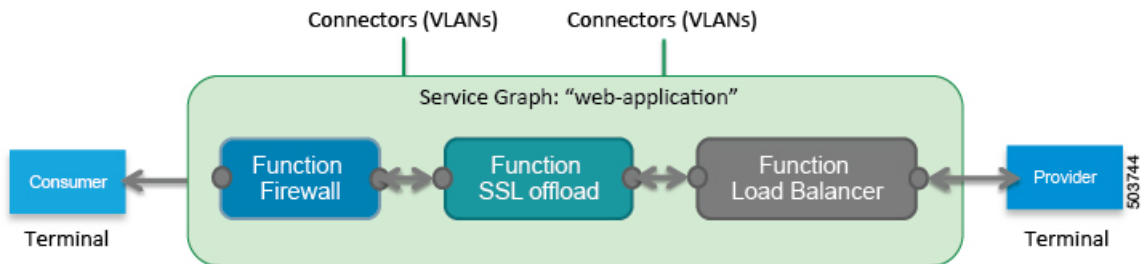 Connectors (VLANs)
Connectors (VLANs)
Service Graph: “web-application”
Consumer
Function
Firewall
Function
SSL offload
Function
Load Balancer
Provider
503744
Terminal
Terminal